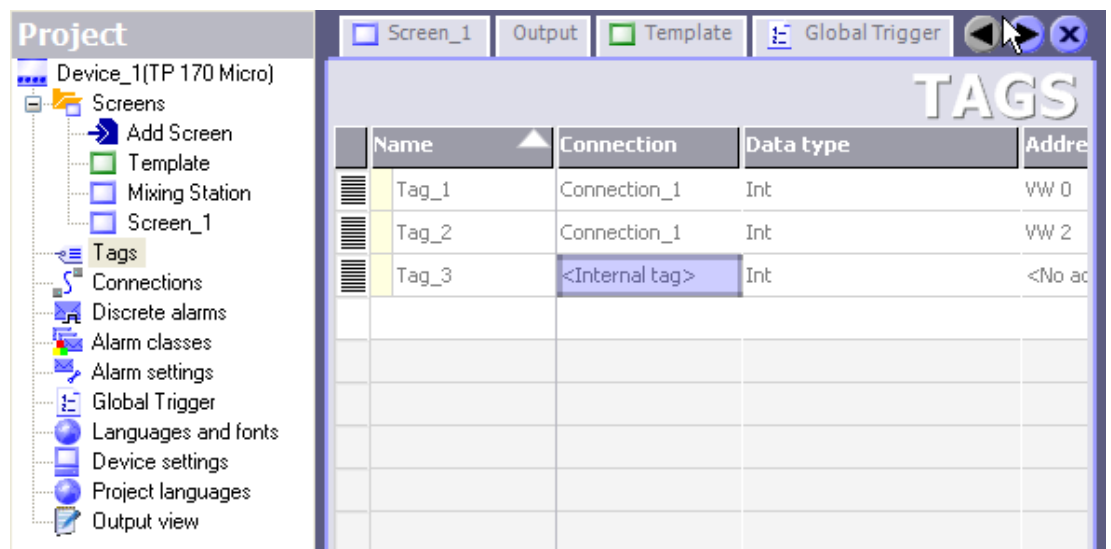 Project
Device_1(TP 170 Micro)
Screens
Add Screen
Template
Mixing Station
Screen_1
Tags
Connections
Discrete alarms
Alarm classes
Alarm settings
Global Trigger
Languages and fonts
Device settings
Project languages
Output view
Screen_1 Output Template Global Trigger
TAGS
Name Connection Data type Addre
Tag_1 Connection_1 Int VW 0
Tag_2 Connection_1 Int VW 2
Tag_3 <Internal tag> Int <No ad